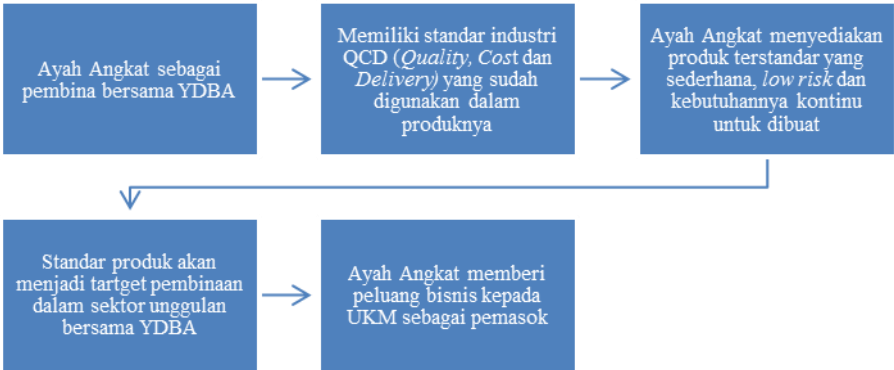 Ayah Angkat sebagai
pembina bersama YDBA
Memiliki standar industri
QCD (Quality, Cost dan
Delivery) yang sudah
digunakan dalam
produknya
Ayah Angkat menyediakan
produk terstandar yang
sederhana, low risk dan
kebutuhannya kontinu
untuk dibuat
Standar produk akan
menjadi tartget pembinaan
dalam sektor unggulan
bersama YDBA
Ayah Angkat memberi
peluang bisnis kepada
UKM sebagai pemasok